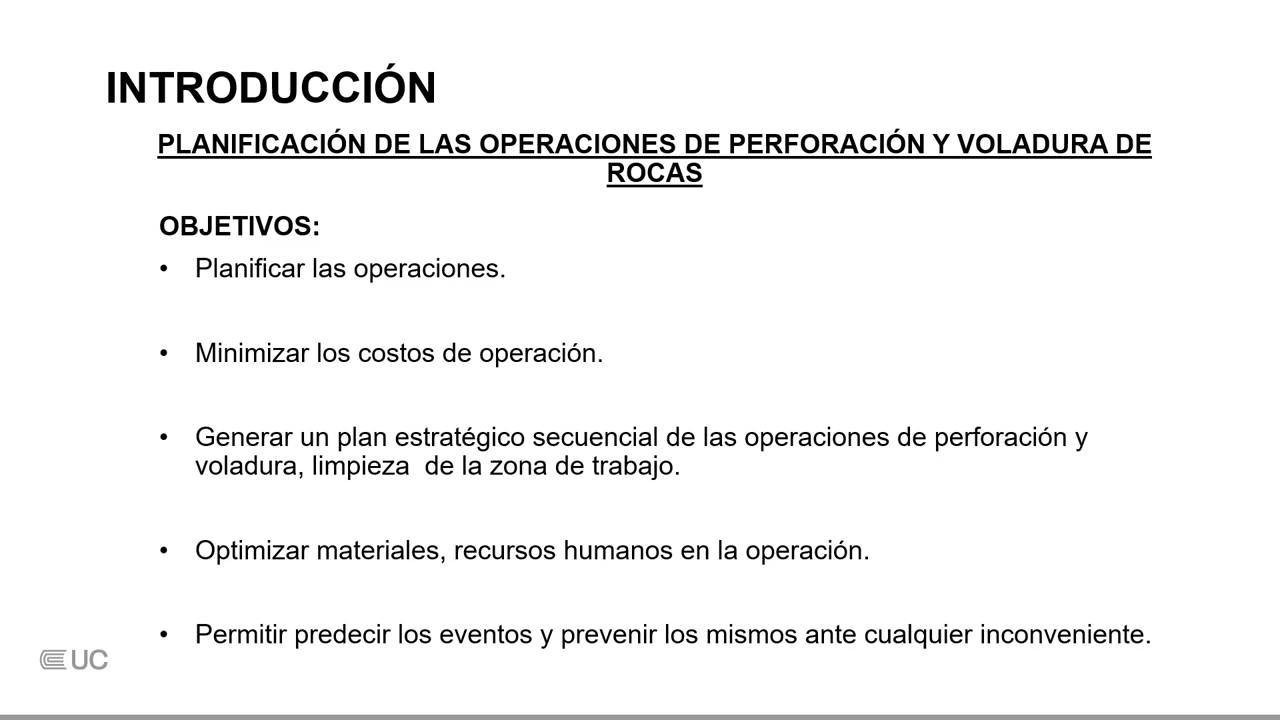 INTRODUCCIÓN
PLANIFICACIÓN DE LAS OPERACIONES DE PERFORACIÓN Y VOLADURA DE
ROCAS
OBJETIVOS:
• Planificar las operaciones.
• Minimizar los costos de operación.
• Generar un plan estratégico secuencial de las operaciones de perforación y
voladura, limpieza  de la zona de trabajo.
• Optimizar materiales, recursos humanos en la operación.
• Permitir predecir los eventos y prevenir los mismos ante cualquier inconveniente.
UC